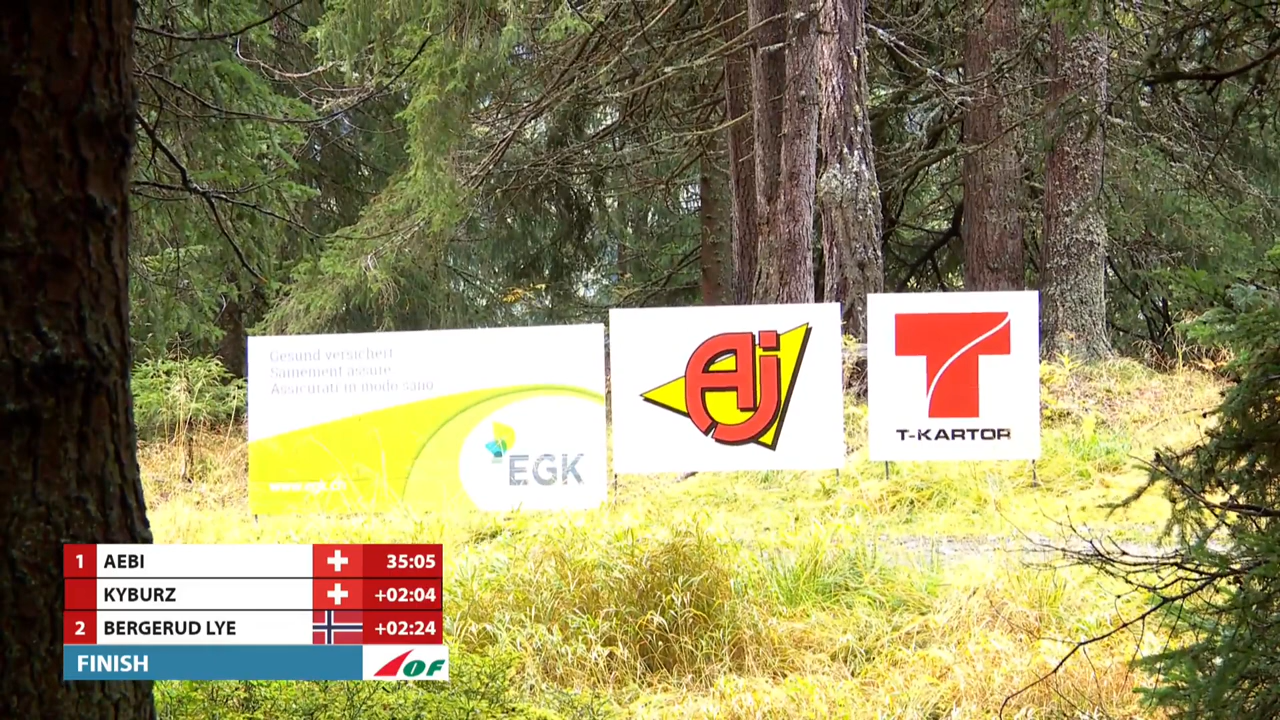 Gesund versichert
Sainement assuré
Assicurati in modo sano
www.egk.ch
EGK
AJ
T
T-KARTOR
1 AEBI 35:05
KYBURZ +02:04
2 BERGERUD LYE +02:24
FINISH
IOF